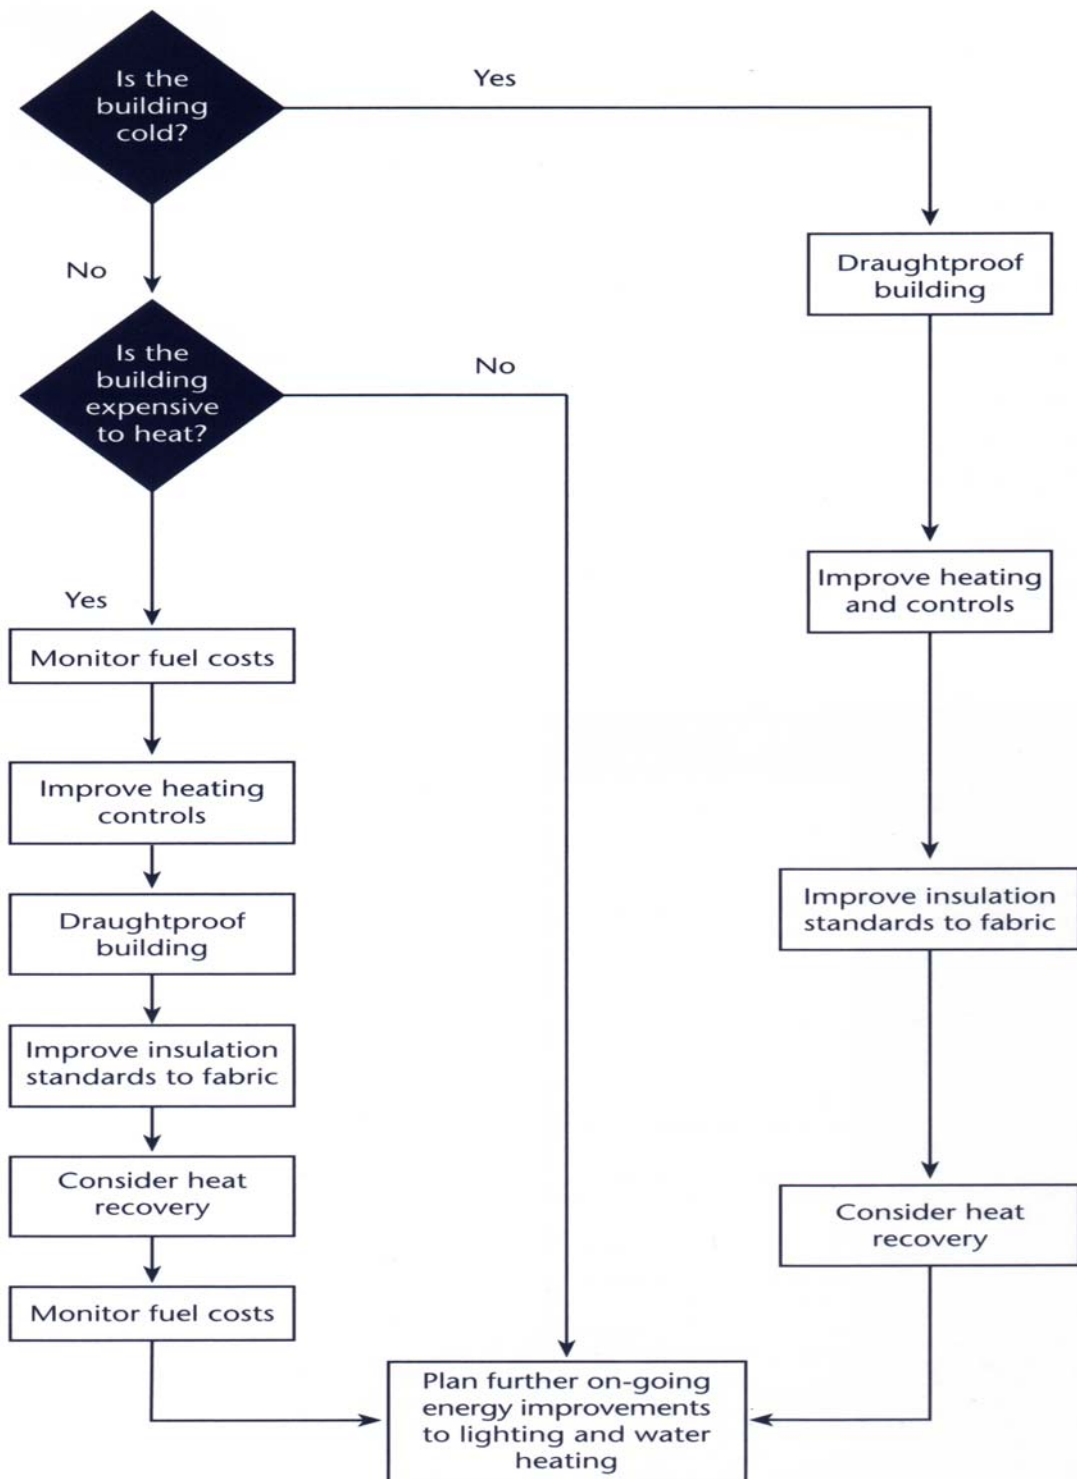 Is the
building
cold?
Yes
No
Draughtproof
building
Is the
building
expensive
to heat?
No
Improve heating
and controls
Yes
Monitor fuel costs
Improve heating
controls
Improve insulation
standards to fabric
Draughtproof
building
Improve insulation
standards to fabric
Consider heat
recovery
Consider heat
recovery
Monitor fuel costs
Plan further on-going
energy improvements
to lighting and water
heating